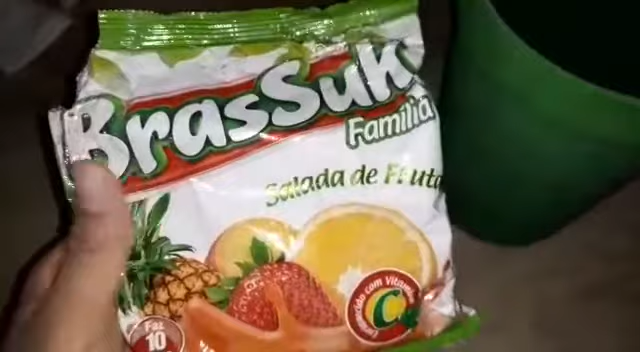 BrasSuk
Família
Salada de Fruta
Enriquecido com Vitamina
C
Faz
10